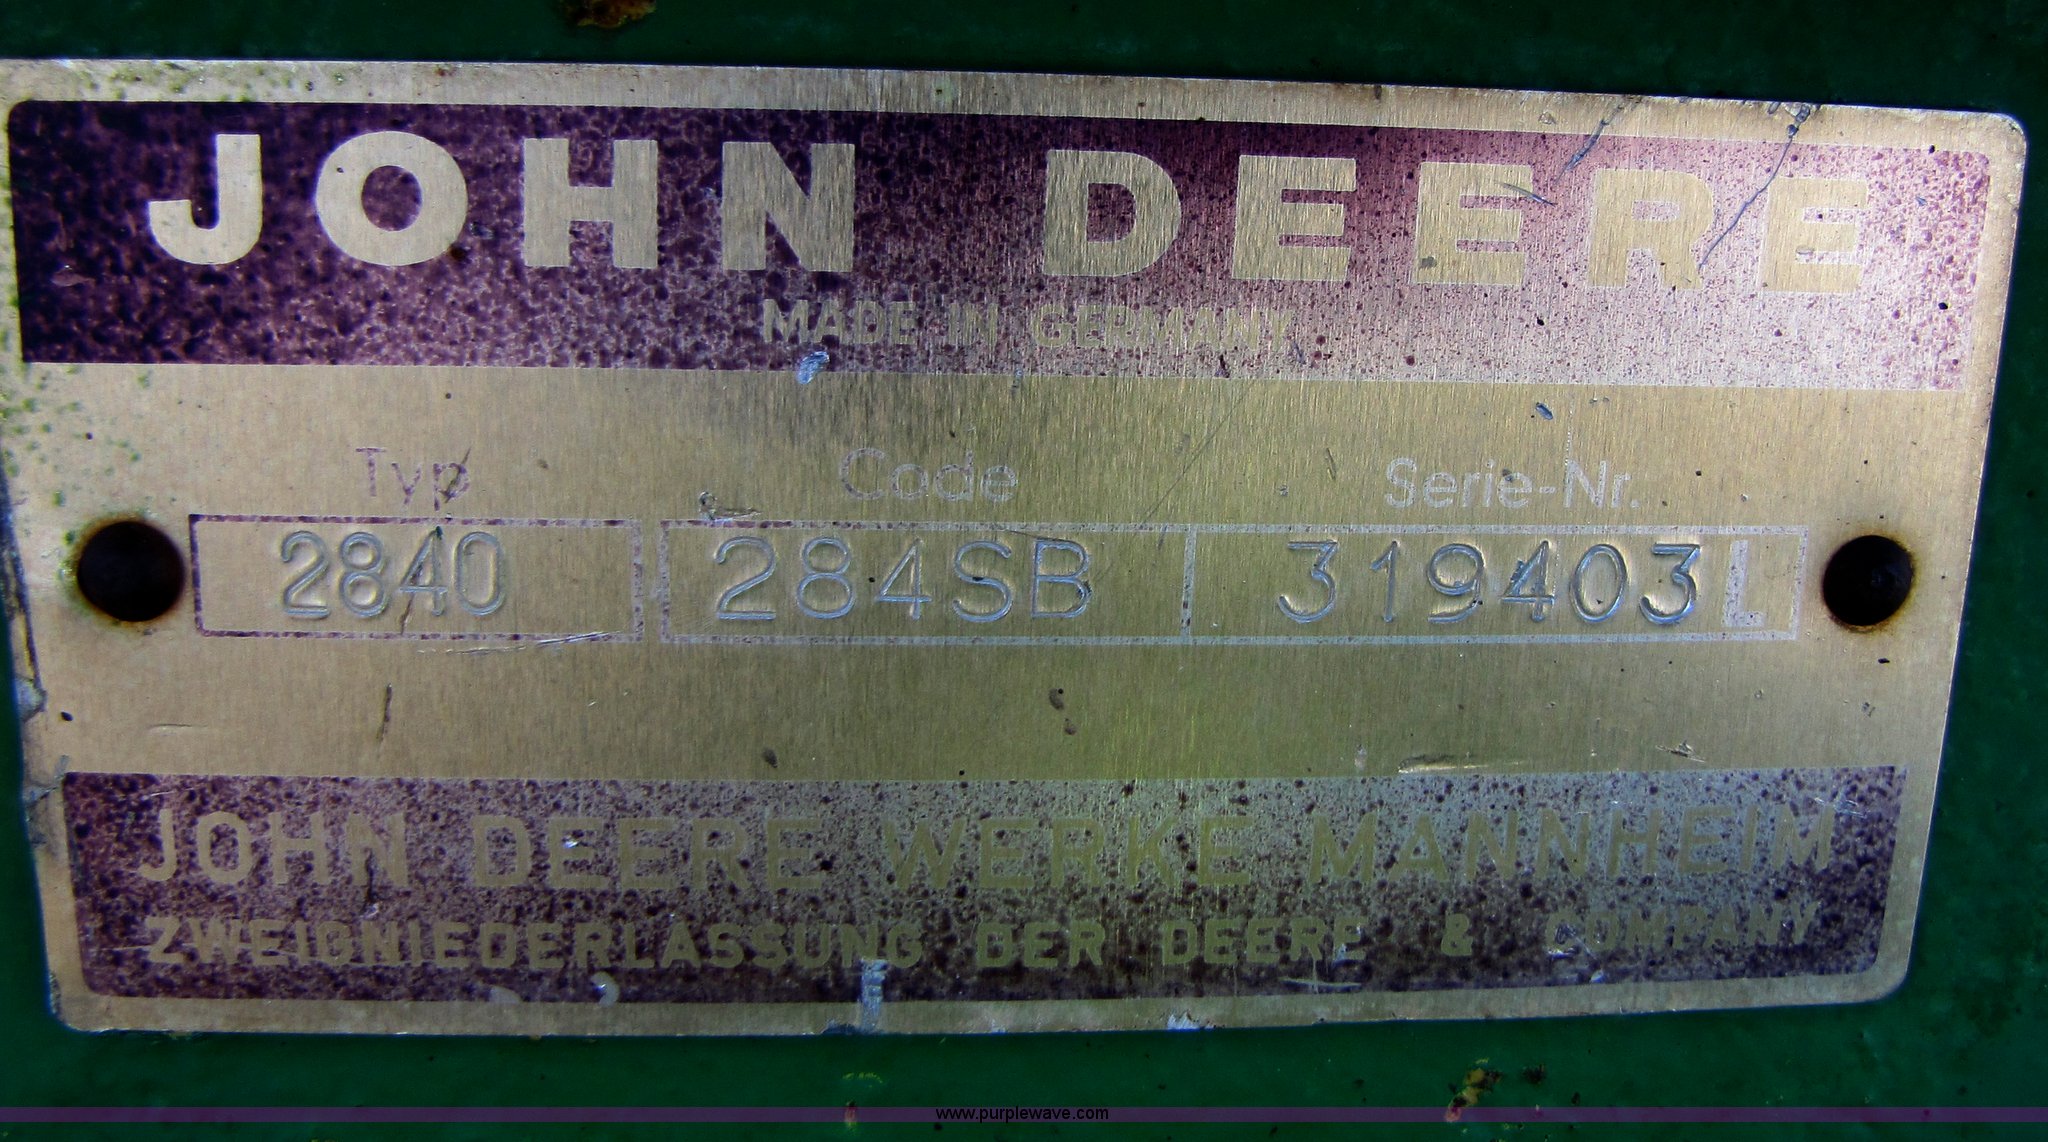 JOHN DEERE
MADE IN GERMANY
Typ Code Serie-Nr.
2840 284SB 319403L
JOHN DEERE WERKE MANNHEIM
ZWEIGNIEDERLASSUNG DER DEERE & COMPANY
www.purplewave.com